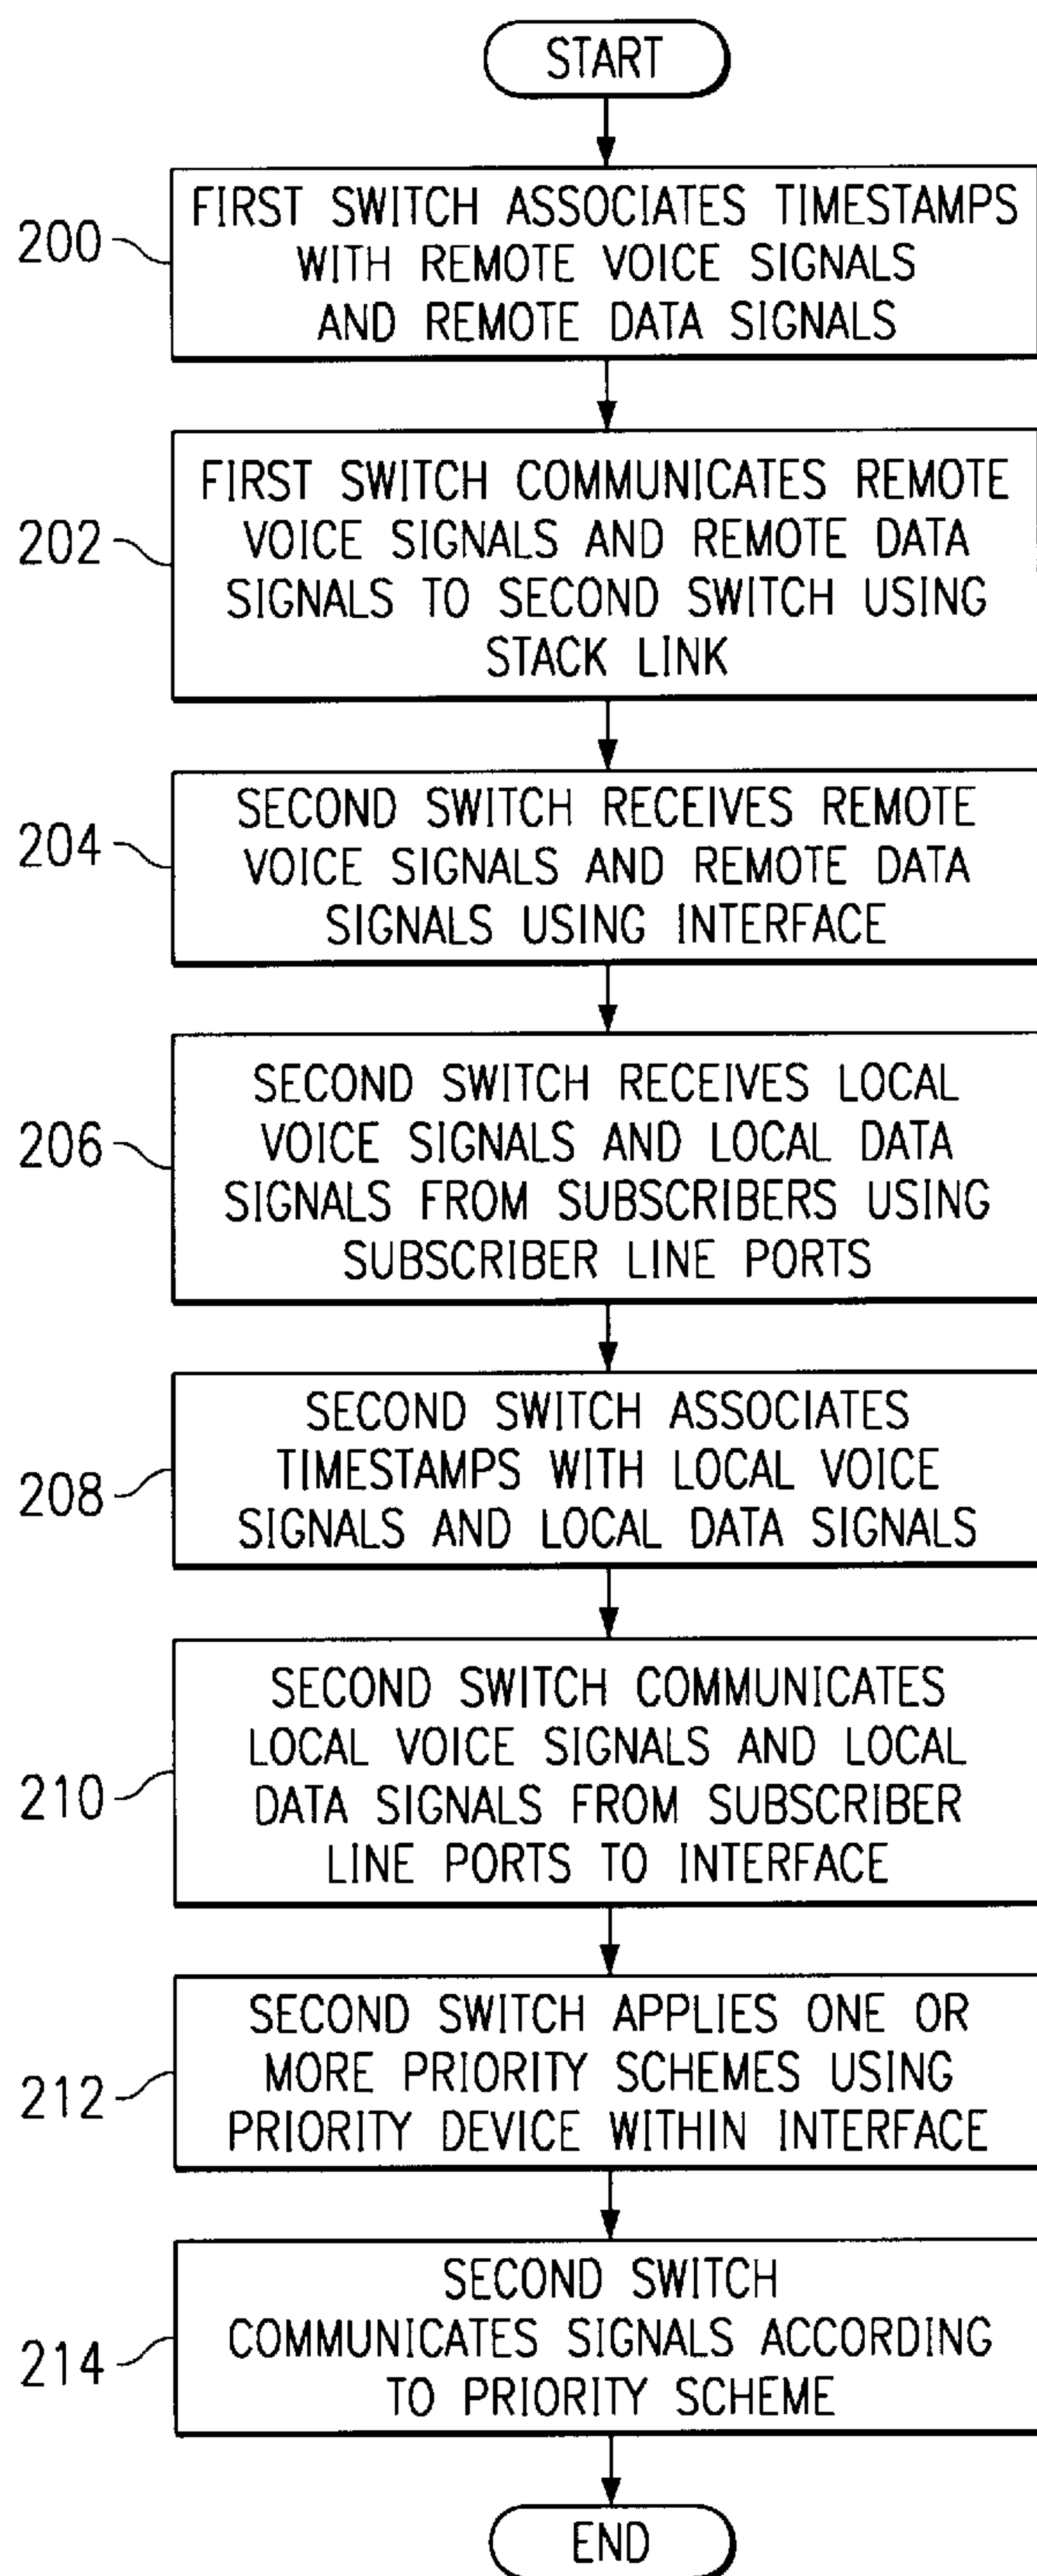 START
200
FIRST SWITCH ASSOCIATES TIMESTAMPS
WITH REMOTE VOICE SIGNALS
AND REMOTE DATA SIGNALS
202
FIRST SWITCH COMMUNICATES REMOTE
VOICE SIGNALS AND REMOTE DATA
SIGNALS TO SECOND SWITCH USING
STACK LINK
204
SECOND SWITCH RECEIVES REMOTE
VOICE SIGNALS AND REMOTE DATA
SIGNALS USING INTERFACE
206
SECOND SWITCH RECEIVES LOCAL
VOICE SIGNALS AND LOCAL DATA
SIGNALS FROM SUBSCRIBERS USING
SUBSCRIBER LINE PORTS
208
SECOND SWITCH ASSOCIATES
TIMESTAMPS WITH LOCAL VOICE
SIGNALS AND LOCAL DATA SIGNALS
210
SECOND SWITCH COMMUNICATES
LOCAL VOICE SIGNALS AND LOCAL
DATA SIGNALS FROM SUBSCRIBER
LINE PORTS TO INTERFACE
212
SECOND SWITCH APPLIES ONE OR
MORE PRIORITY SCHEMES USING
PRIORITY DEVICE WITHIN INTERFACE
214
SECOND SWITCH
COMMUNICATES SIGNALS ACCORDING
TO PRIORITY SCHEME
END